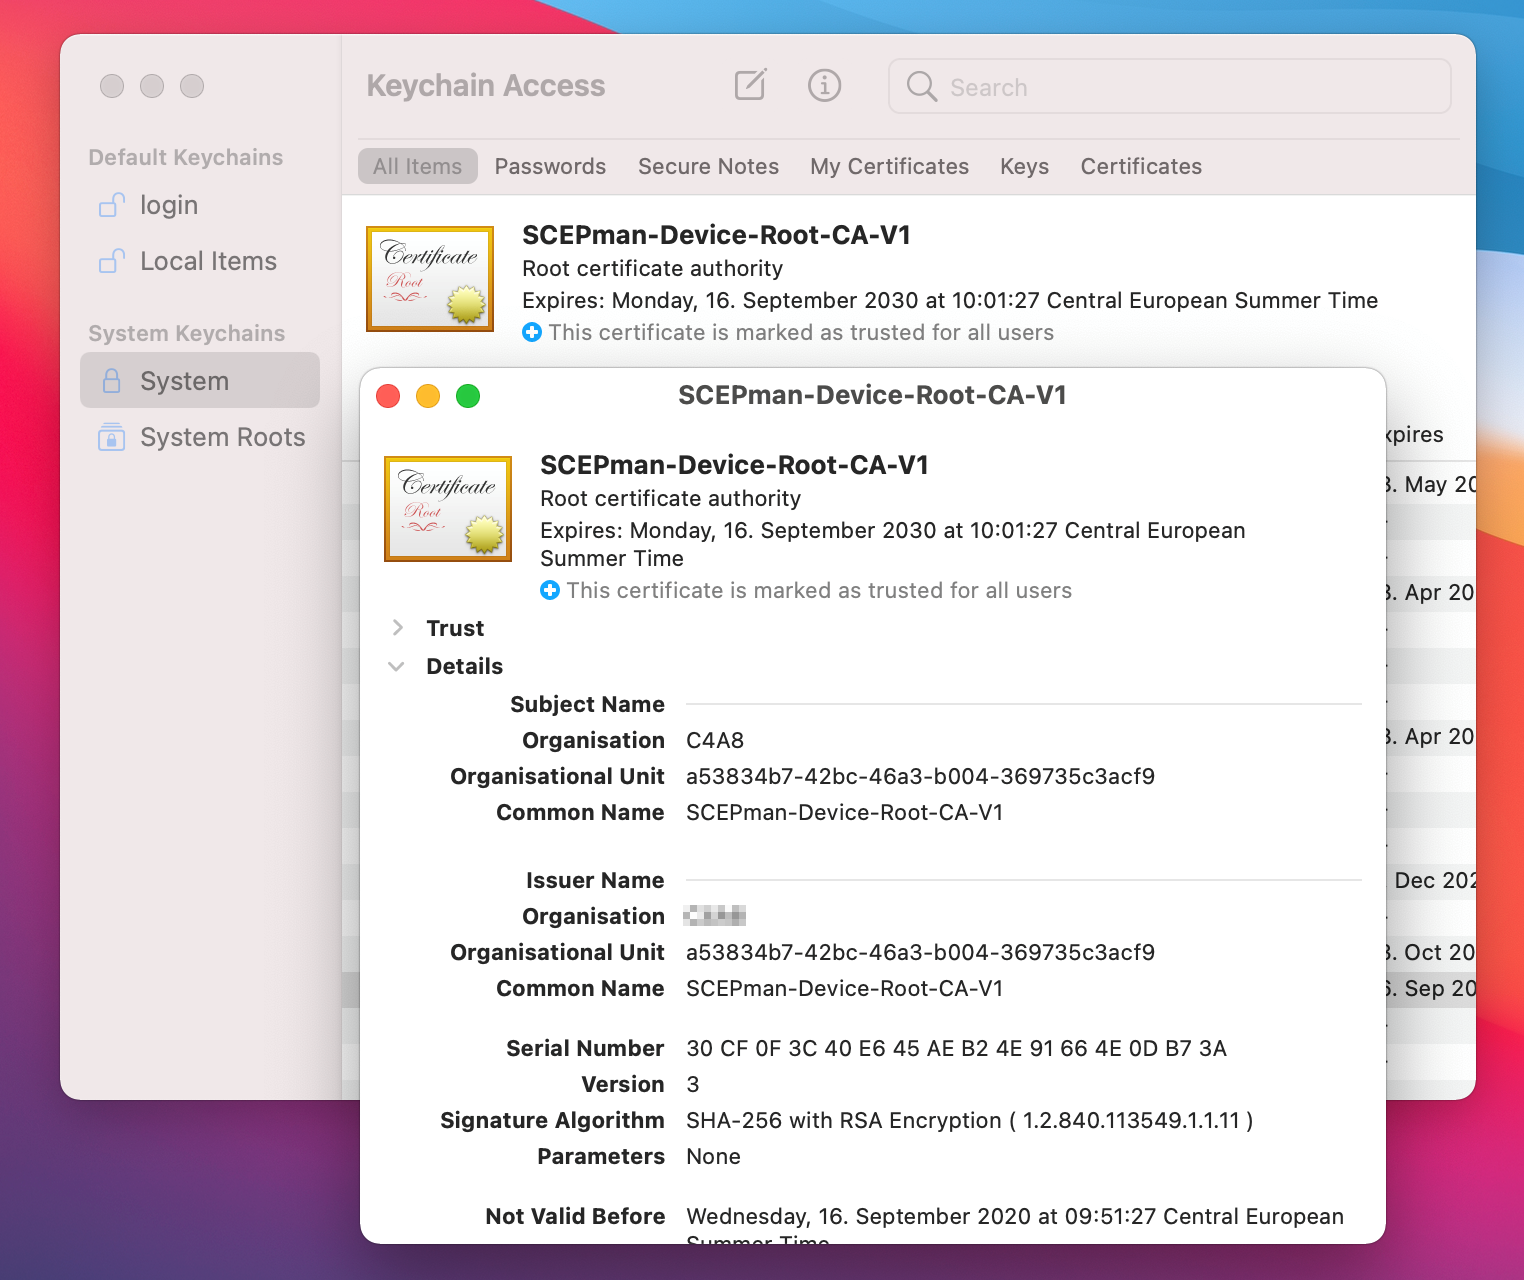 Keychain Access
Search
Default Keychains
login
Local Items
System Keychains
System
System Roots
All Items Passwords Secure Notes My Certificates Keys Certificates
Certificate
Root
SCEPman-Device-Root-CA-V1
Root certificate authority
Expires: Monday, 16. September 2030 at 10:01:27 Central European Summer Time
This certificate is marked as trusted for all users
xpires
. May 20
. Apr 20
. Apr 20
Dec 202
. Oct 20
. Sep 20
SCEPman-Device-Root-CA-V1
Certificate
Root
SCEPman-Device-Root-CA-V1
Root certificate authority
Expires: Monday, 16. September 2030 at 10:01:27 Central European
Summer Time
This certificate is marked as trusted for all users
Trust
Details
Subject Name
Organisation C4A8
Organisational Unit a53834b7-42bc-46a3-b004-369735c3acf9
Common Name SCEPman-Device-Root-CA-V1
Issuer Name
Organisation
Organisational Unit a53834b7-42bc-46a3-b004-369735c3acf9
Common Name SCEPman-Device-Root-CA-V1
Serial Number 30 CF 0F 3C 40 E6 45 AE B2 4E 91 66 4E 0D B7 3A
Version 3
Signature Algorithm SHA-256 with RSA Encryption ( 1.2.840.113549.1.1.11 )
Parameters None
Not Valid Before Wednesday, 16. September 2020 at 09:51:27 Central European
Summer Time